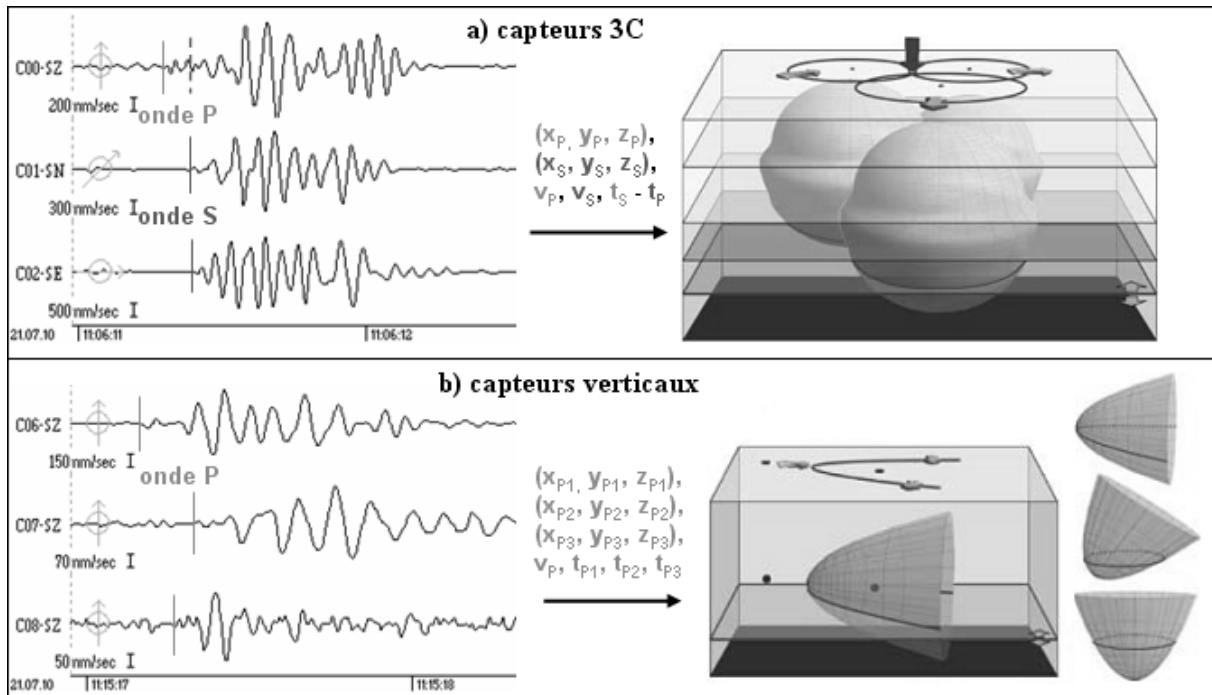 a) capteurs 3C
C00-SZ
200 nm/sec I
onde P
C01-SN
300 nm/sec I
onde S
C02-SE
500 nm/sec I
21.07.10 11:06:11 11:06:12
(xP, yP, zP),
(xS, yS, zS),
vP, vS, tS - tP
b) capteurs verticaux
C06-SZ
150 nm/sec I
onde P
C07-SZ
70 nm/sec I
C08-SZ
50 nm/sec I
21.07.10 11:15:17 11:15:18
(xP1, yP1, zP1),
(xP2, yP2, zP2),
(xP3, yP3, zP3),
vP, tP1, tP2, tP3